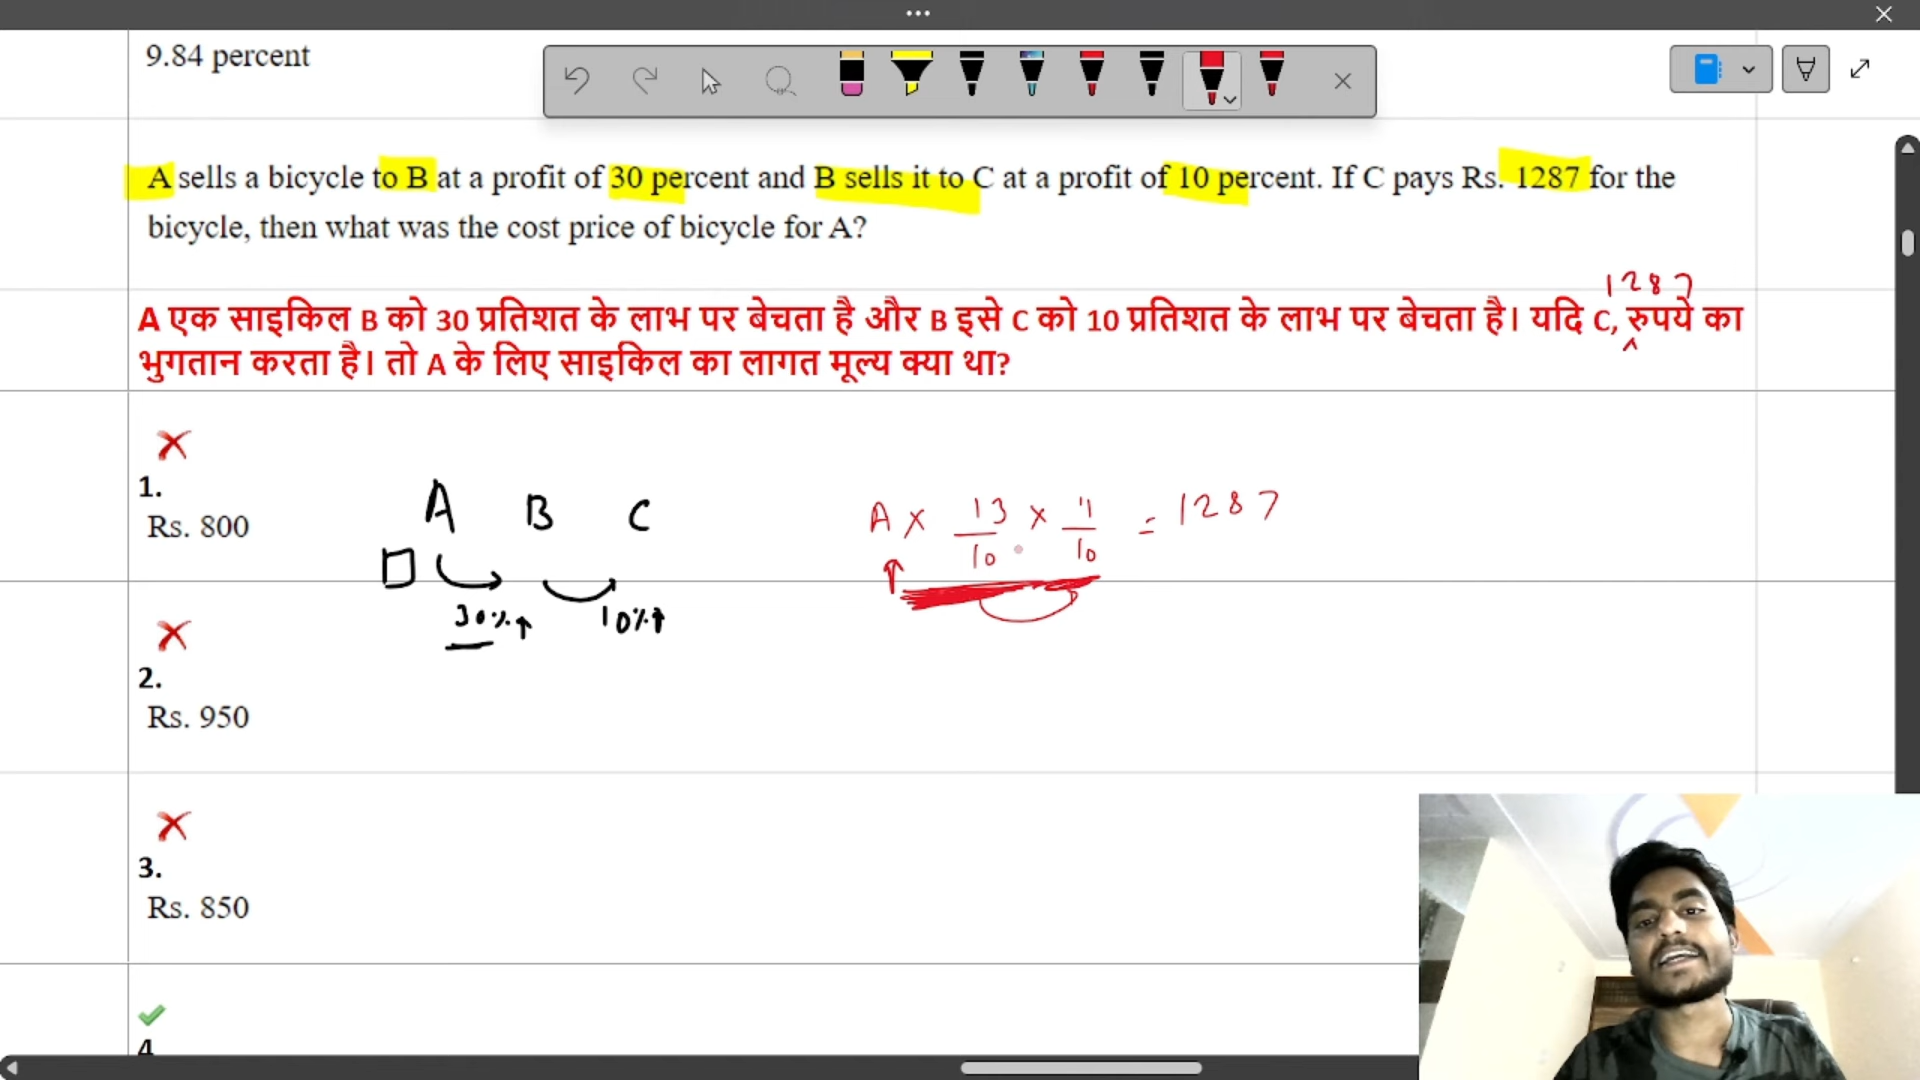 9.84 percent
A sells a bicycle to B at a profit of 30 percent and B sells it to C at a profit of 10 percent. If C pays Rs. 1287 for the
bicycle, then what was the cost price of bicycle for A?
1287
A एक साइकिल B को 30 प्रतिशत के लाभ पर बेचता है और B इसे C को 10 प्रतिशत के लाभ पर बेचता है। यदि C, रुपये का
भुगतान करता है। तो A के लिए साइकिल का लागत मूल्य क्या था?
1.
Rs. 800
A B C
30%↑ 10%↑
A × 13/10 × 11/10 = 1287
2.
Rs. 950
3.
Rs. 850
4